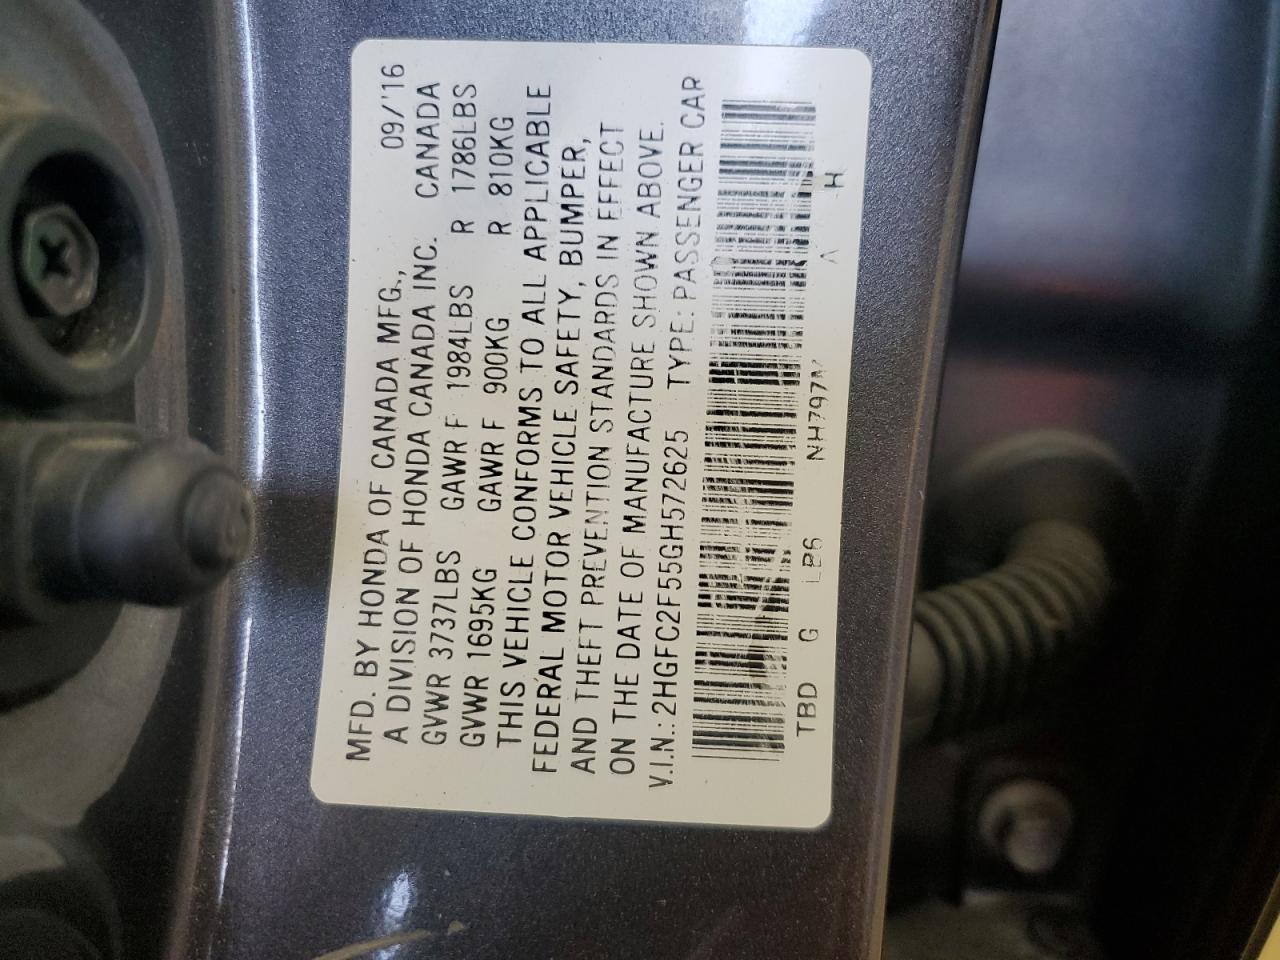 MFD. BY HONDA OF CANADA MFG., 09/'16
A DIVISION OF HONDA CANADA INC. CANADA
GVWR 3737LBS GAWR F 1984LBS R 1786LBS
GVWR 1695KG GAWR F 900KG R 810KG
THIS VEHICLE CONFORMS TO ALL APPLICABLE
FEDERAL MOTOR VEHICLE SAFETY, BUMPER,
AND THEFT PREVENTION STANDARDS IN EFFECT
ON THE DATE OF MANUFACTURE SHOWN ABOVE.
V.I.N.:2HGFC2F55GH572625 TYPE: PASSENGER CAR
TBD G NH797M A H